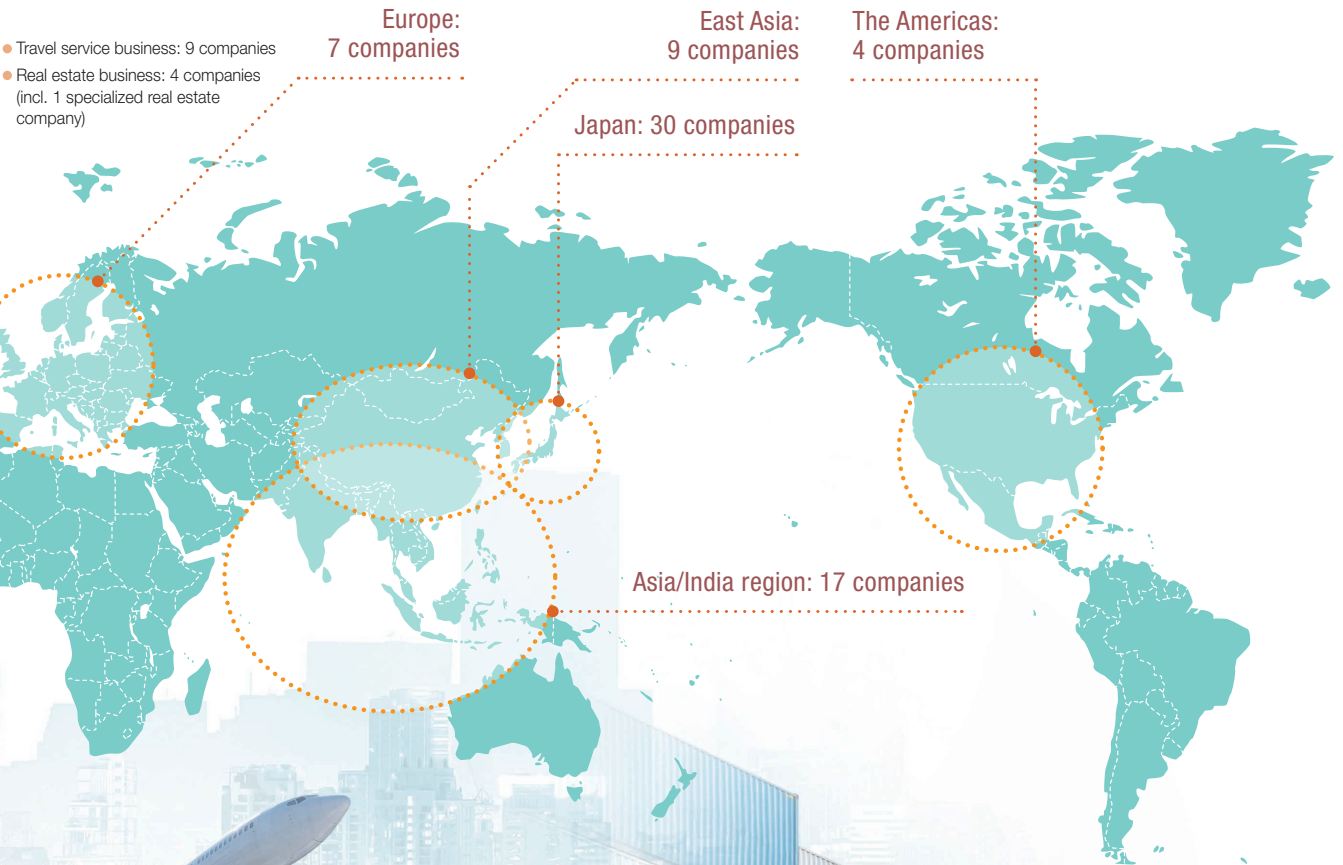 Travel service business: 9 companies
Real estate business: 4 companies
(incl. 1 specialized real estate
company)
Europe:
7 companies
East Asia:
9 companies
The Americas:
4 companies
Japan: 30 companies
Asia/India region: 17 companies